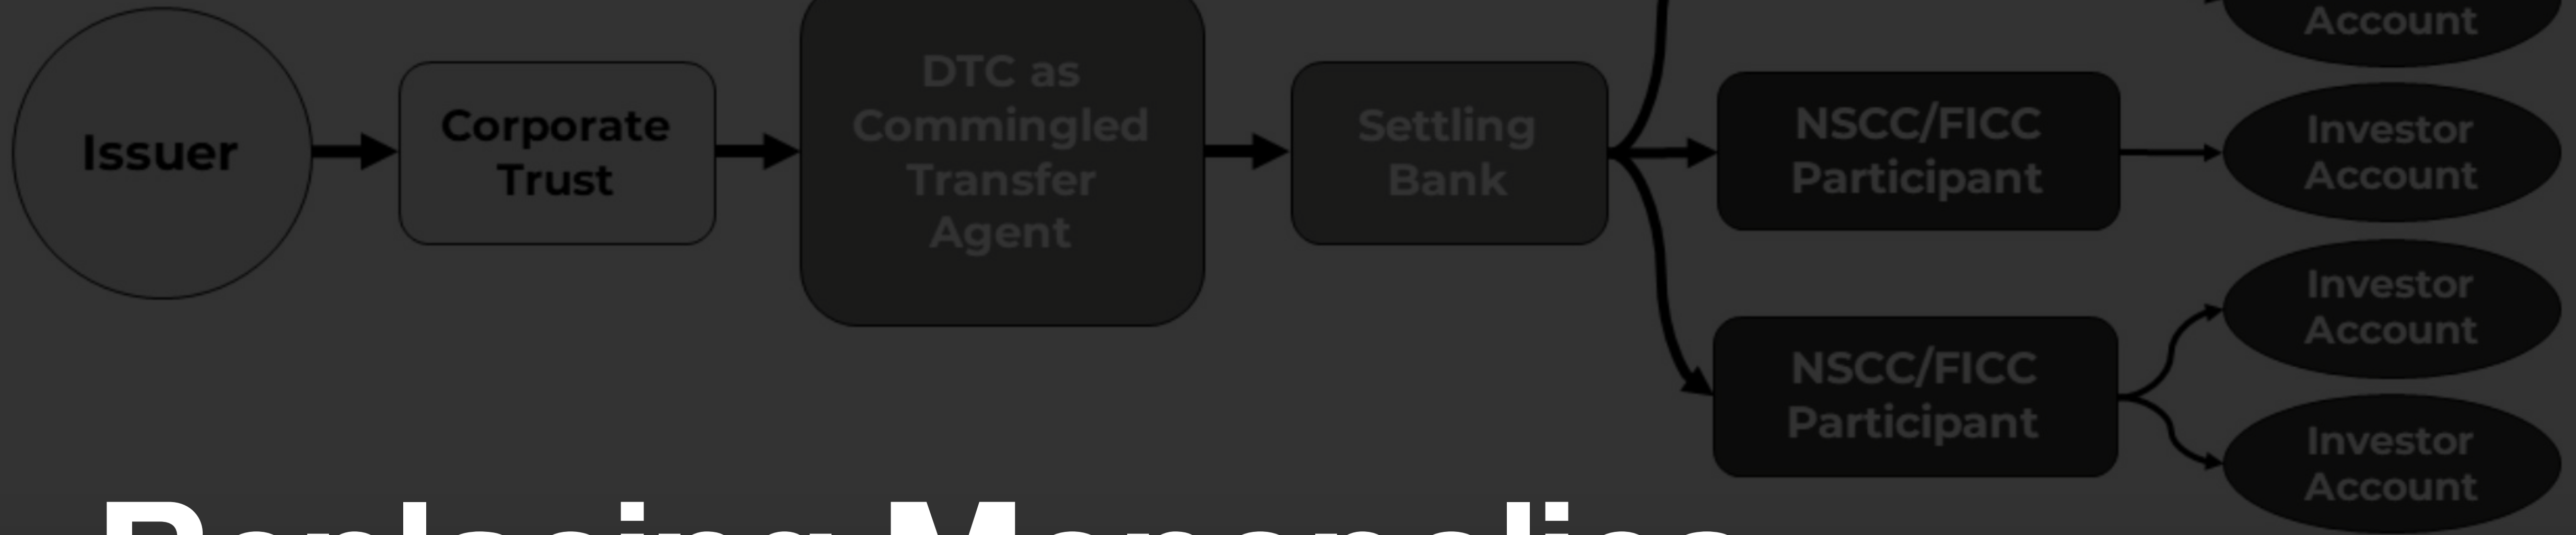 Issuer
Corporate
Trust
DTC as
Commingled
Transfer
Agent
Settling
Bank
NSCC/FICC
Participant
NSCC/FICC
Participant
Account
Investor
Account
Investor
Account
Investor
Account